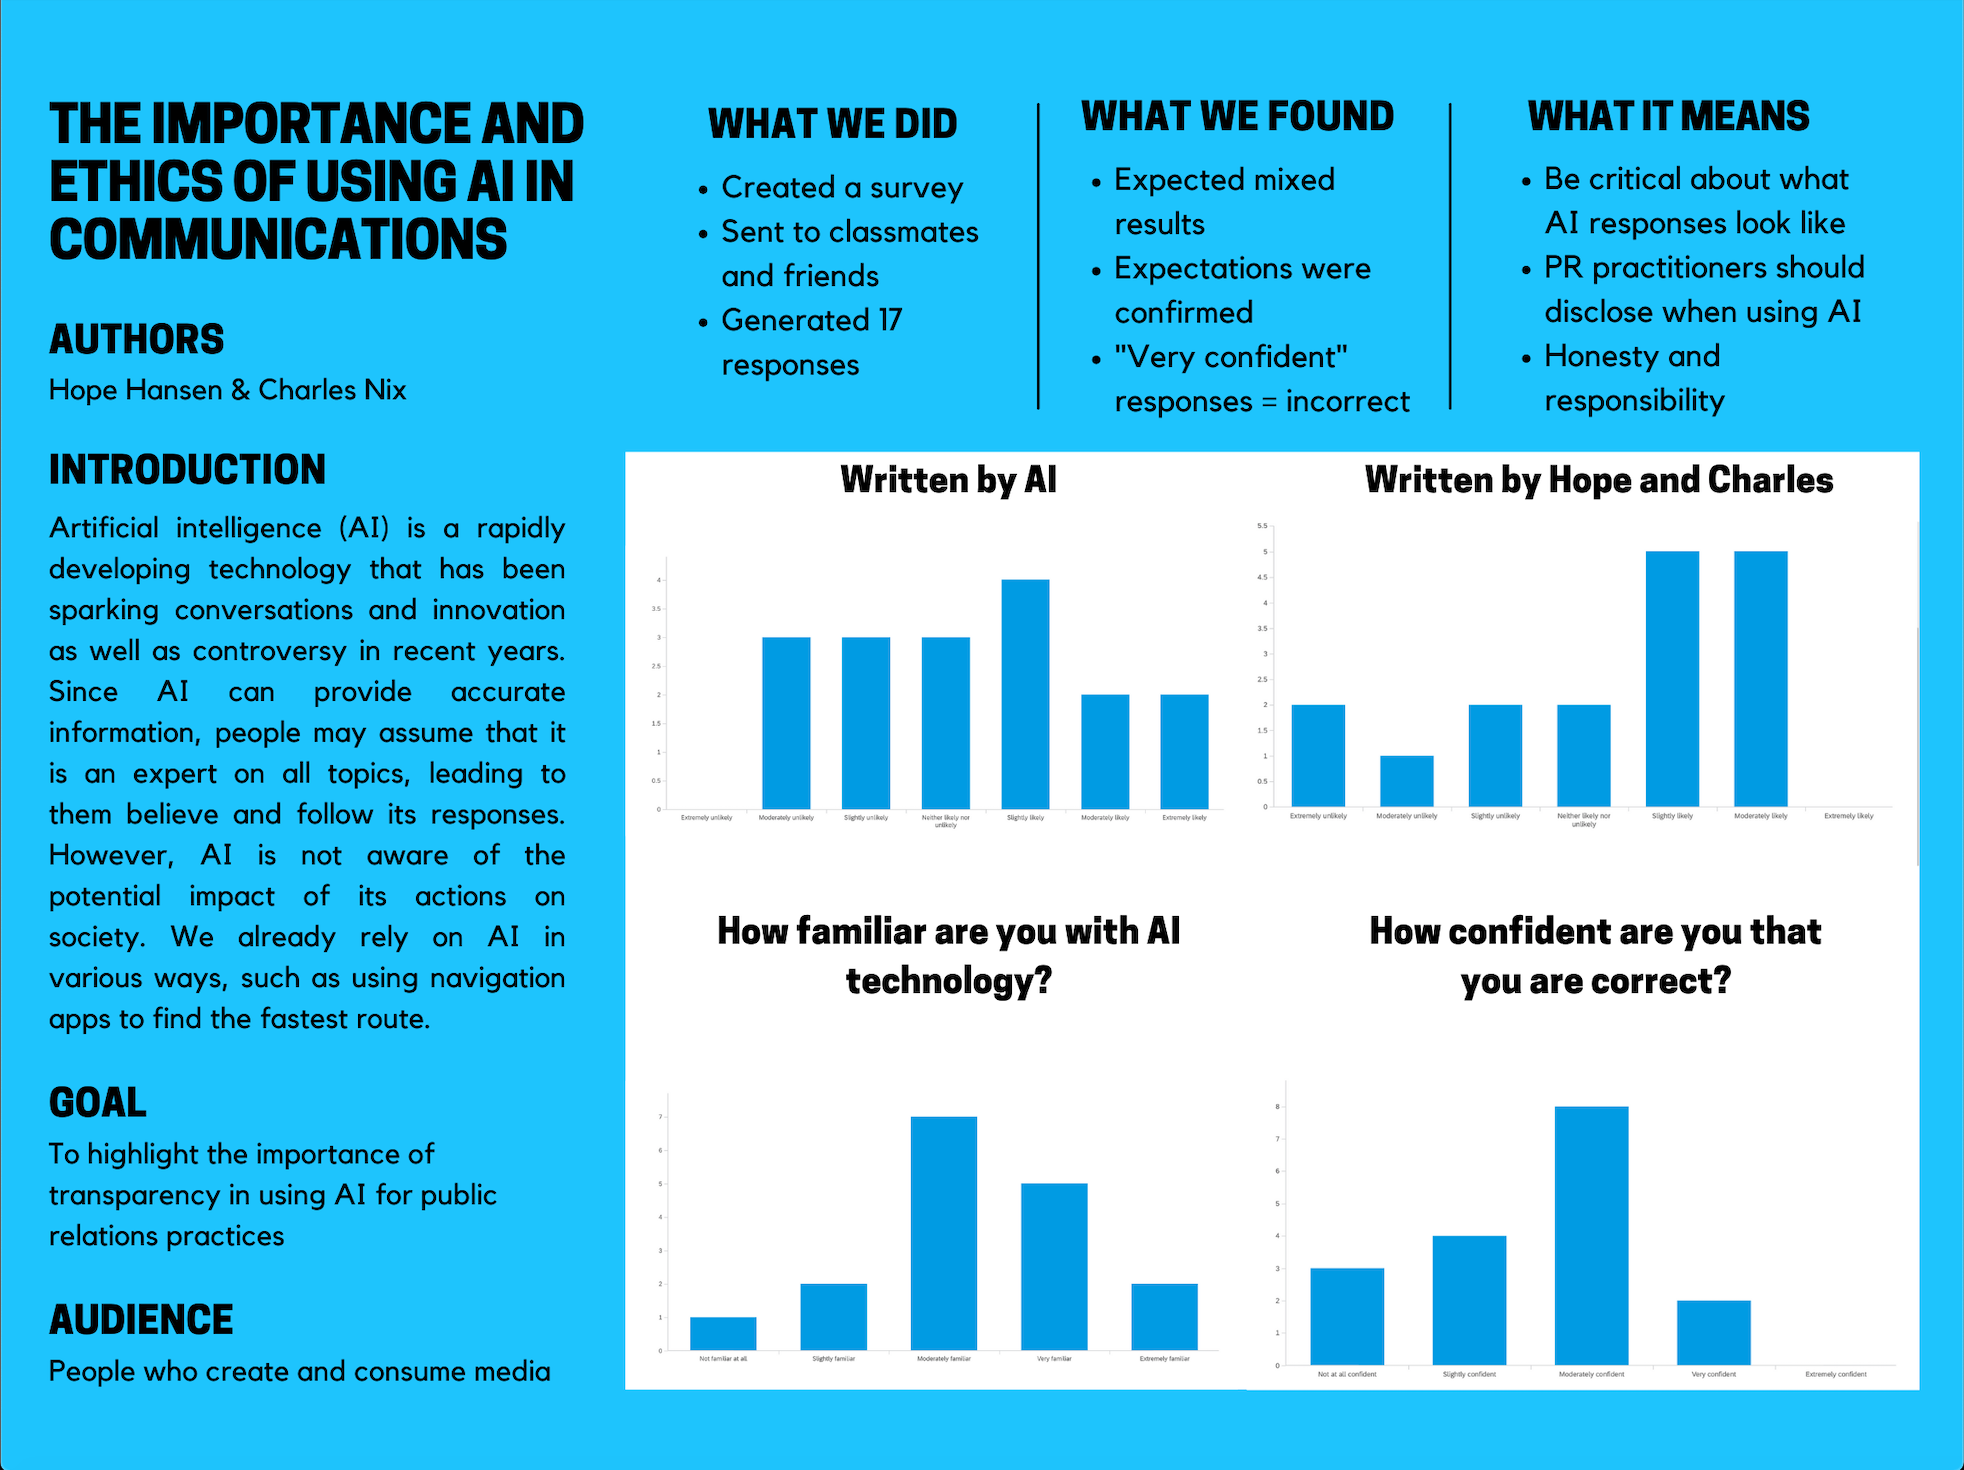 THE IMPORTANCE AND
ETHICS OF USING AI IN
COMMUNICATIONS
AUTHORS
Hope Hansen & Charles Nix
INTRODUCTION
Artificial intelligence (AI) is a rapidly
developing technology that has been
sparking conversations and innovation
as well as controversy in recent years.
Since AI can provide accurate
information, people may assume that it
is an expert on all topics, leading to
them believe and follow its responses.
However, AI is not aware of the
potential impact of its actions on
society. We already rely on AI in
various ways, such as using navigation
apps to find the fastest route.
GOAL
To highlight the importance of
transparency in using AI for public
relations practices
AUDIENCE
People who create and consume media
WHAT WE DID
• Created a survey
• Sent to classmates
and friends
• Generated 17
responses
WHAT WE FOUND
• Expected mixed
results
• Expectations were
confirmed
• "Very confident"
responses = incorrect
WHAT IT MEANS
• Be critical about what
AI responses look like
• PR practitioners should
disclose when using AI
• Honesty and
responsibility
Written by AI
4
3.5
3
2.5
2
1.5
1
0.5
0
Extremely unlikely Moderately unlikely Slightly unlikely Neither likely nor Slightly likely Moderately likely Extremely likely
unlikely
Written by Hope and Charles
5.5
5
4.5
4
3.5
3
2.5
2
1.5
1
0.5
0
Extremely unlikely Moderately unlikely Slightly unlikely Neither likely nor Slightly likely Moderately likely Extremely likely
unlikely
How familiar are you with AI
technology?
7
6
5
4
3
2
1
0
Not familiar at all Slightly familiar Moderately familiar Very familiar Extremely familiar
How confident are you that
you are correct?
8
7
6
5
4
3
2
1
0
Not at all confident Slightly confident Moderately confident Very confident Extremely confident